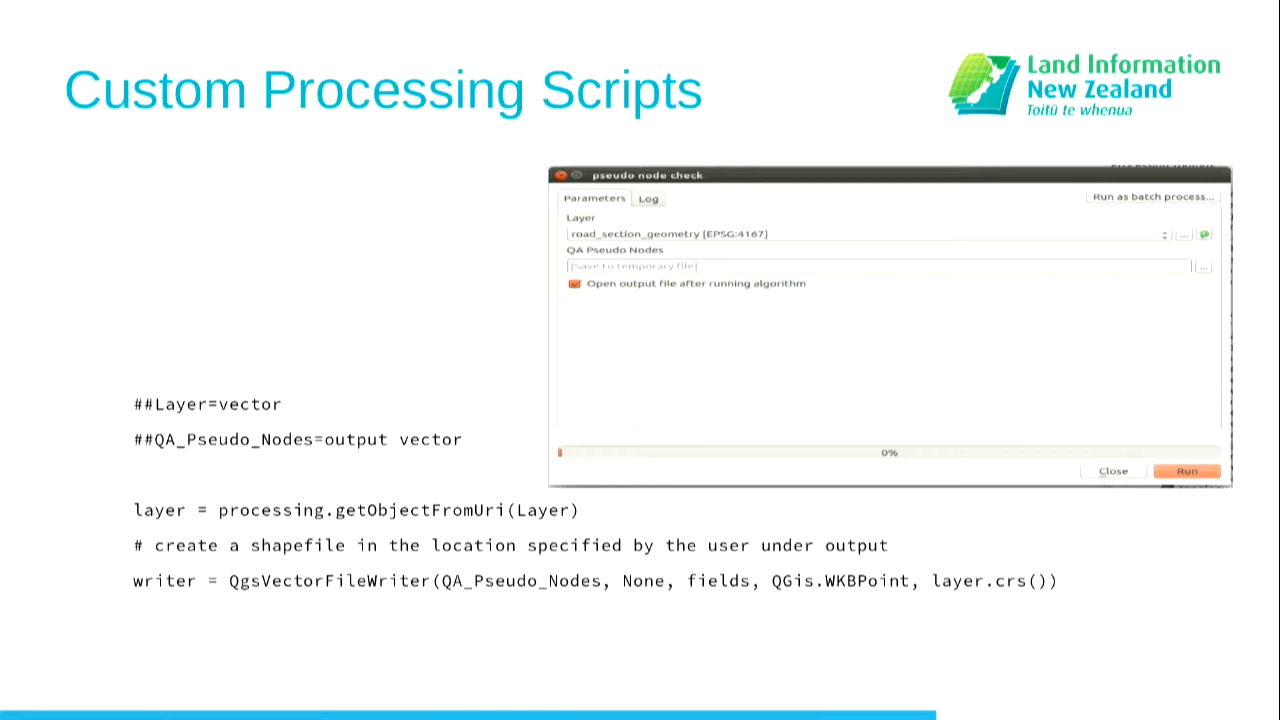 Custom Processing Scripts
Land Information
New Zealand
Toitū te whenua
pseudo node check
Parameters
Log
Run as batch process...
Layer
road_section_geometry [EPSG:4167]
...
QA Pseudo Nodes
[Save to temporary file]
...
Open output file after running algorithm
0%
Close
Run
##Layer=vector
##QA_Pseudo_Nodes=output vector
layer = processing.getObjectFromUri(Layer)
# create a shapefile in the location specified by the user under output
writer = QgsVectorFileWriter(QA_Pseudo_Nodes, None, fields, QGis.WKBPoint, layer.crs())